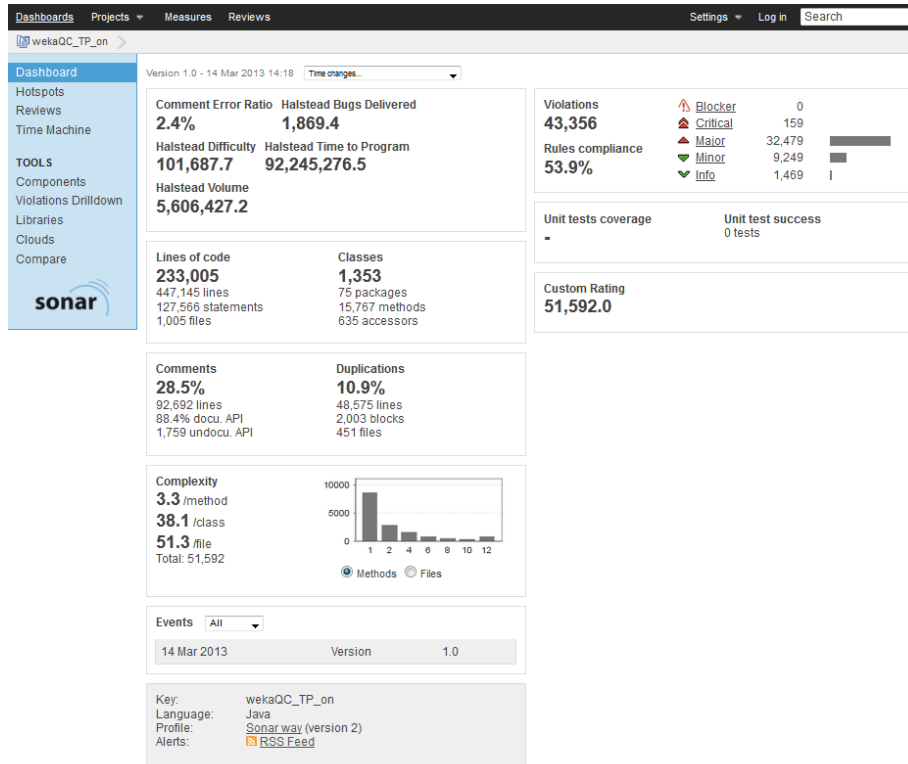 Dashboards Projects Measures Reviews Settings Log in Search
wekaQC_TP_on
Dashboard
Hotspots
Reviews
Time Machine
TOOLS
Components
Violations Drilldown
Libraries
Clouds
Compare
sonar
Version 1.0 - 14 Mar 2013 14:18 Time changes...
Comment Error Ratio Halstead Bugs Delivered
2.4% 1,869.4
Halstead Difficulty Halstead Time to Program
101,687.7 92,245,276.5
Halstead Volume
5,606,427.2
Lines of code Classes
233,005 1,353
447,145 lines 75 packages
127,566 statements 15,767 methods
1,005 files 635 accessors
Comments Duplications
28.5% 10.9%
92,692 lines 48,575 lines
88.4% docu. API 2,003 blocks
1,759 undocu. API 451 files
Complexity
3.3 /method
38.1 /class
51.3 /file
Total: 51,592
10000
5000
0
1 2 4 6 8 10 12
Methods Files
Events All
14 Mar 2013 Version 1.0
Key: wekaQC_TP_on
Language: Java
Profile: Sonar way (version 2)
Alerts: RSS Feed
Violations
43,356
Rules compliance
53.9%
Blocker 0
Critical 159
Major 32,479
Minor 9,249
Info 1,469
Unit tests coverage Unit test success
- 0 tests
Custom Rating
51,592.0